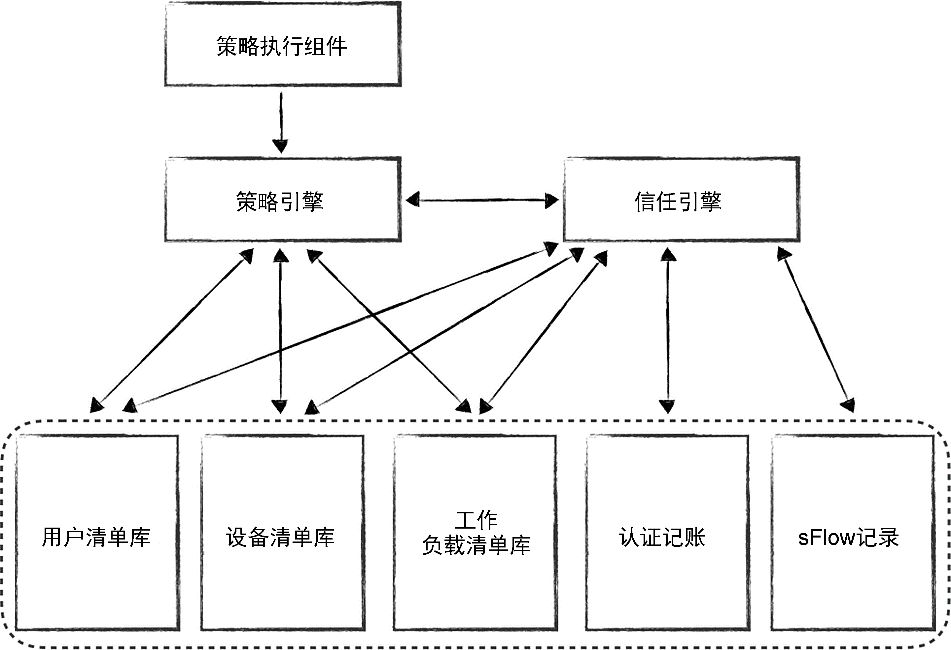 策略执行组件
策略引擎
信任引擎
用户清单库
设备清单库
工作
负载清单库
认证记账
sFlow记录